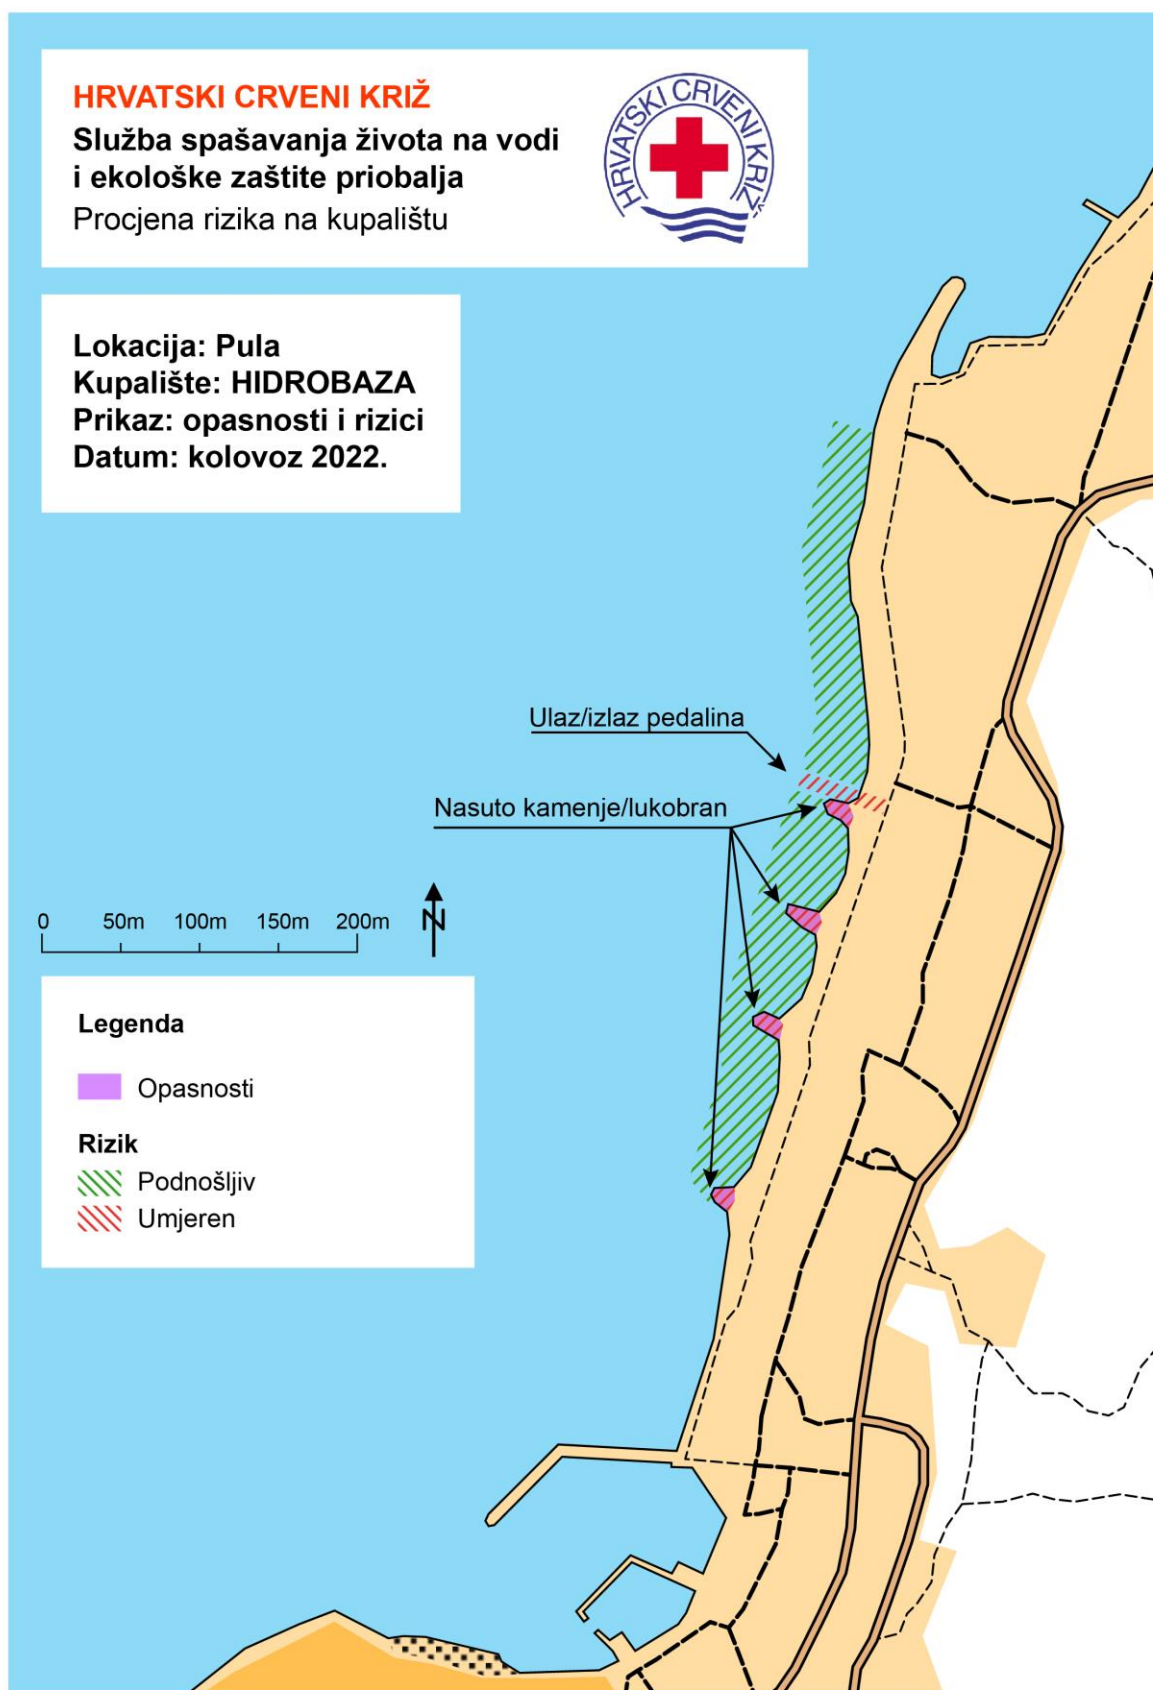 HRVATSKI CRVENI KRIŽ
Služba spašavanja života na vodi
i ekološke zaštite priobalja
Procjena rizika na kupalištu
HRVATSKI CRVENI KRIŽ
Lokacija: Pula
Kupalište: HIDROBAZA
Prikaz: opasnosti i rizici
Datum: kolovoz 2022.
Ulaz/izlaz pedalina
Nasuto kamenje/lukobran
0 50m 100m 150m 200m
N
Legenda
Opasnosti
Rizik
Podnošljiv
Umjeren